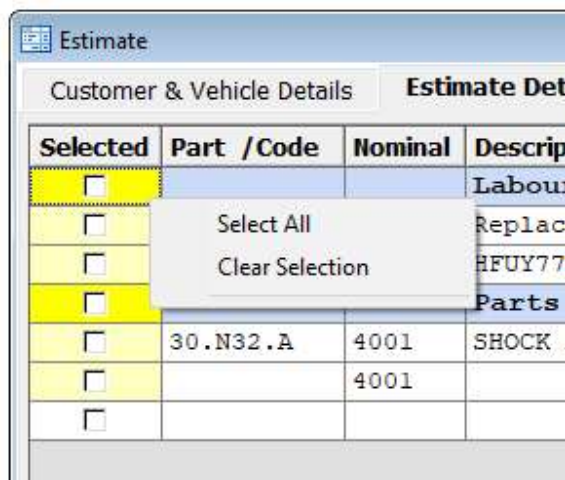 Estimate
Customer & Vehicle Details Estimate Det
Selected Part /Code Nominal Descrip
Labour
Select All Replac
Clear Selection HFUY77
Parts
30.N32.A 4001 SHOCK
4001